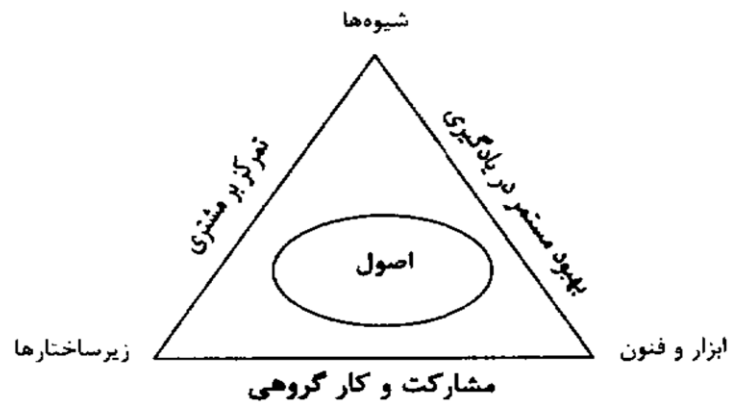 شیوه‌ها
تمرکز بر مشتری
بهبود مستمر در یادگیری
اصول
زیرساختارها
ابزار و فنون
مشارکت و کار گروهی